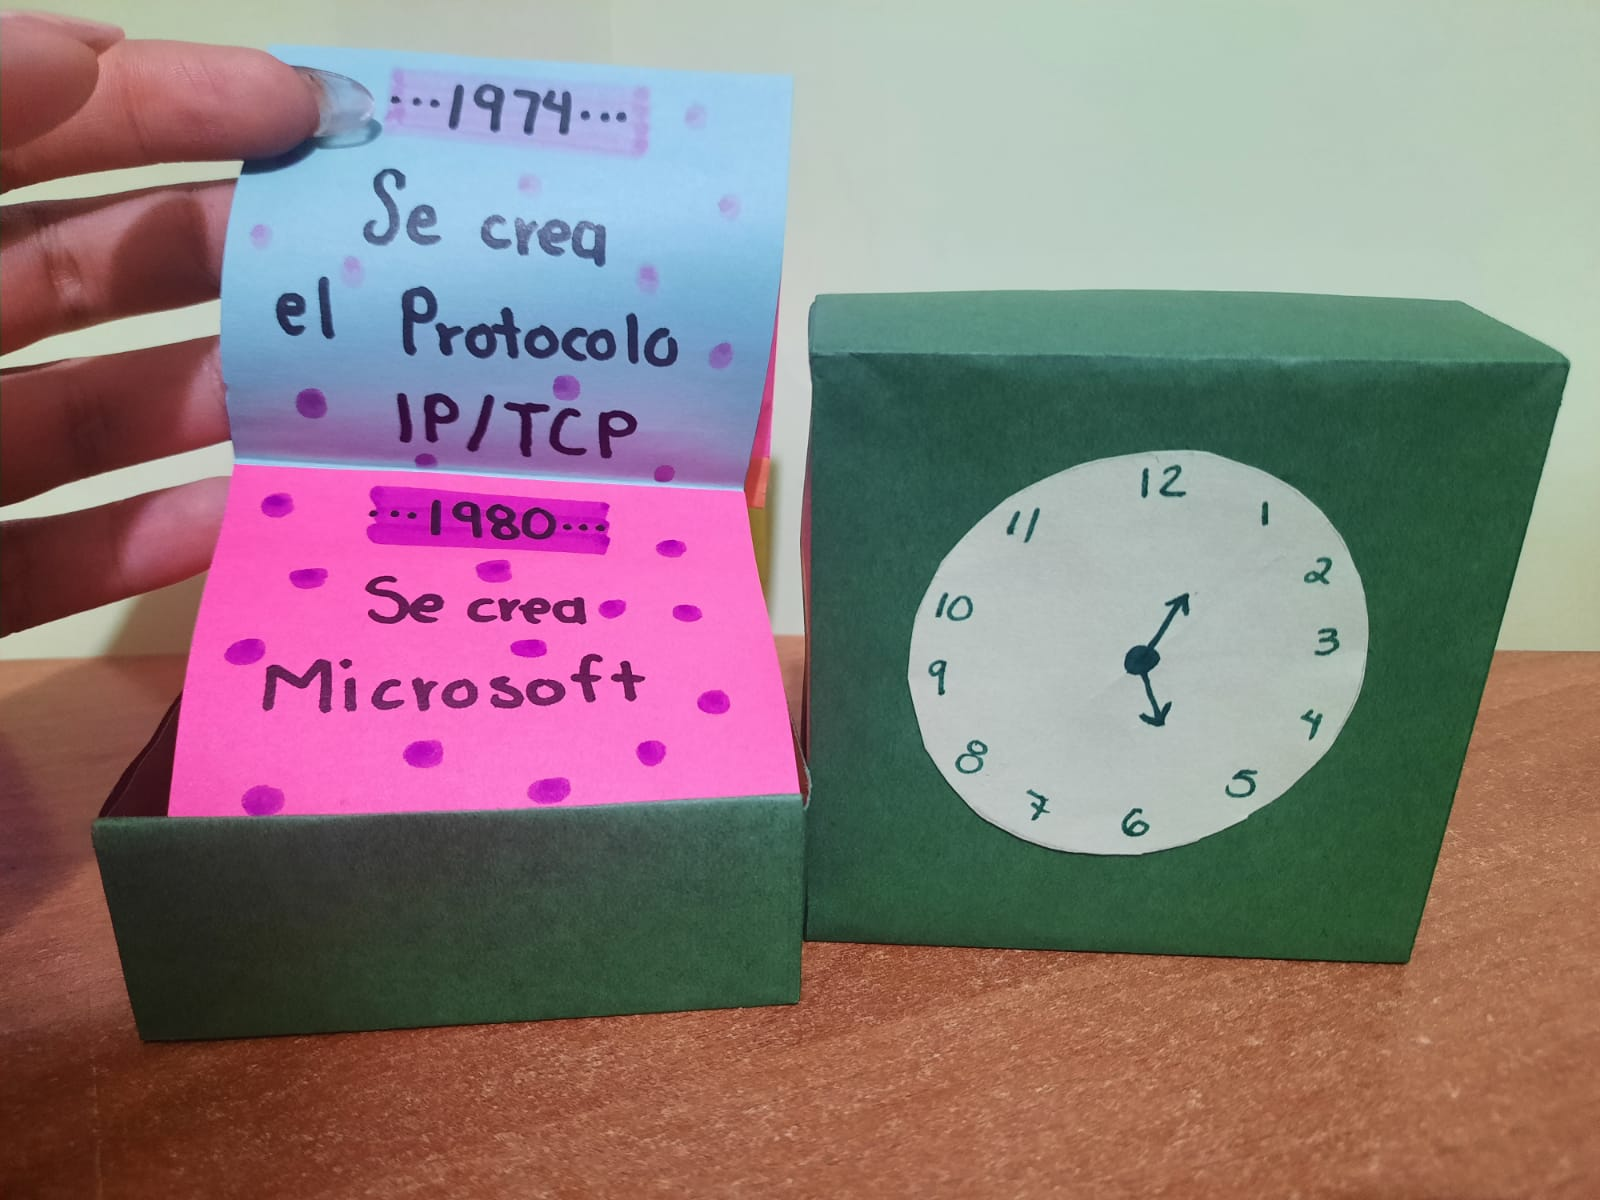 ...1974...
Se crea
el Protocolo
IP/TCP
...1980...
Se crea
Microsoft
12
1
2
3
4
5
6
7
8
9
10
11